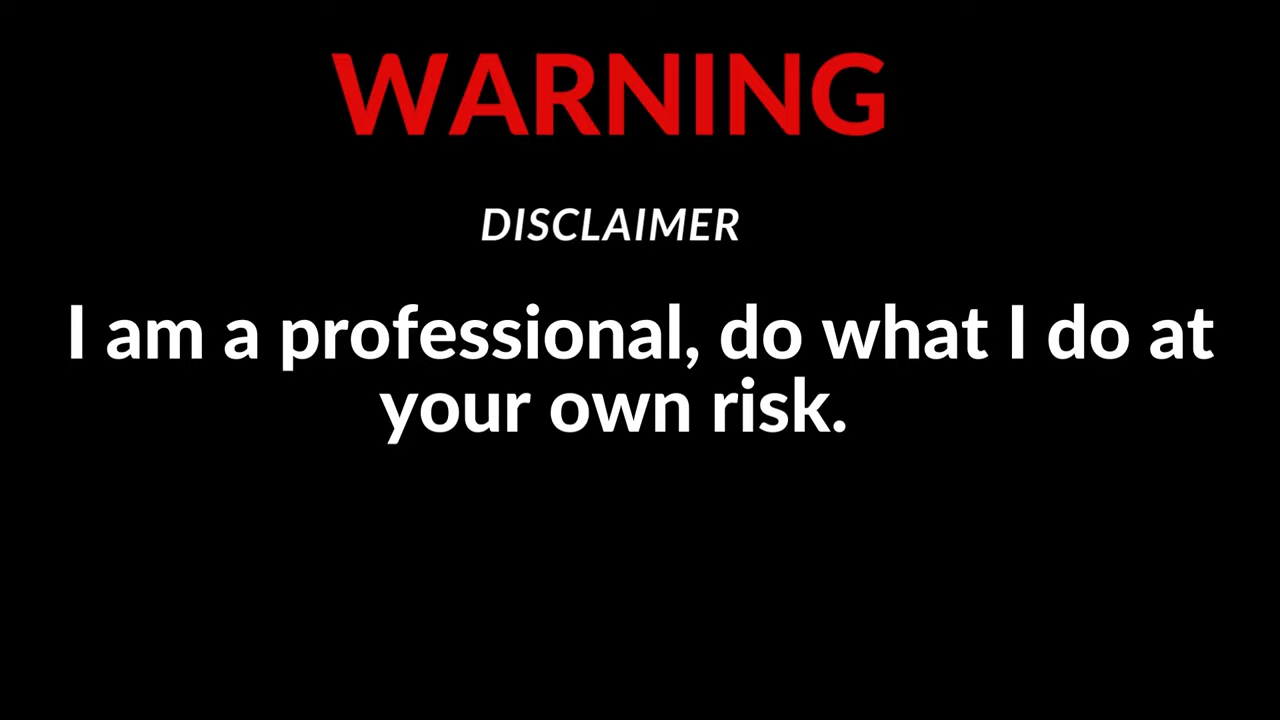 WARNING
DISCLAIMER
I am a professional, do what I do at
your own risk.